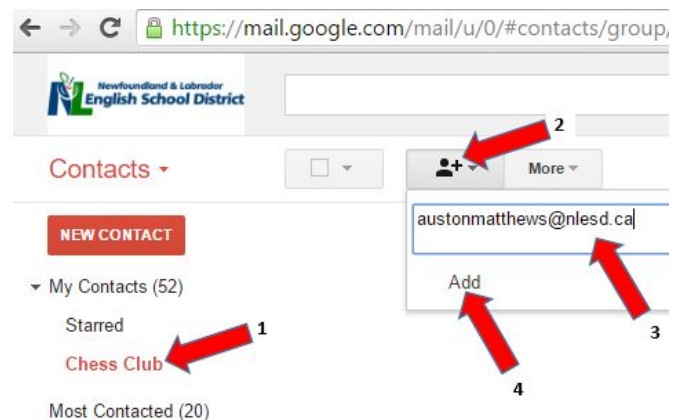 https://mail.google.com/mail/u/0/#contacts/group/
Newfoundland & Labrador
English School District
2
Contacts
More
austonmatthews@nlesd.ca
NEW CONTACT
Add
My Contacts (52)
Starred
1
3
Chess Club
4
Most Contacted (20)